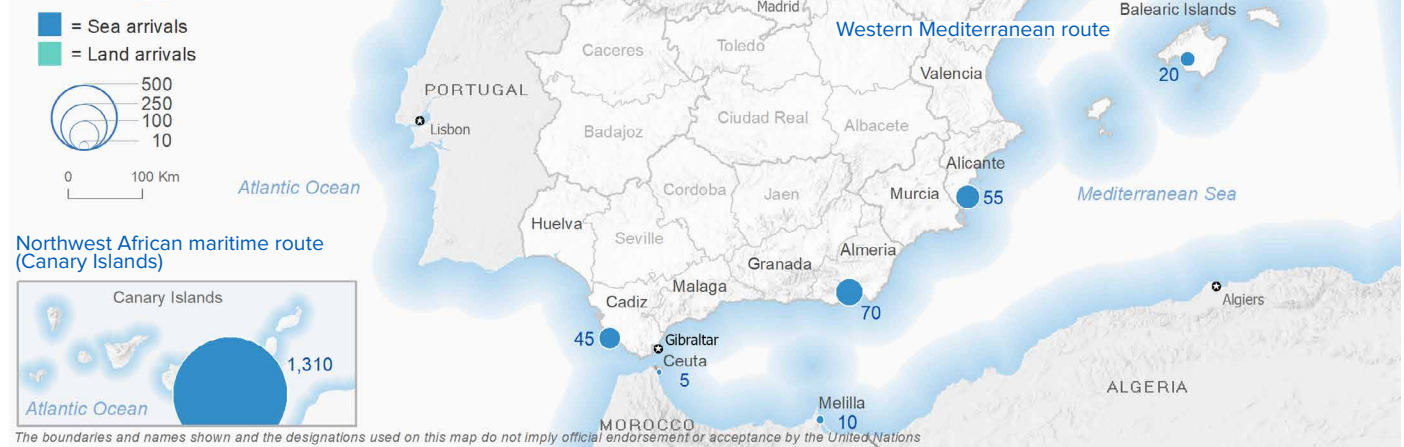 = Sea arrivals
= Land arrivals
500
250
100
10
0 100 Km
Madrid
Western Mediterranean route
Balearic Islands
Caceres
Toledo
Valencia
20
PORTUGAL
Lisbon
Badajoz
Ciudad Real
Albacete
Alicante
Atlantic Ocean
Cordoba
Jaen
Murcia
55
Mediterranean Sea
Huelva
Seville
Almeria
Granada
Northwest African maritime route
(Canary Islands)
Malaga
Cadiz
70
Algiers
Canary Islands
45
Gibraltar
Ceuta
5
1,310
Atlantic Ocean
ALGERIA
Melilla
10
MOROCCO
The boundaries and names shown and the designations used on this map do not imply official endorsement or acceptance by the United Nations